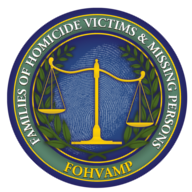 FAMILIES OF HOMICIDE VICTIMS & MISSING PERSONS
FOHVAMP